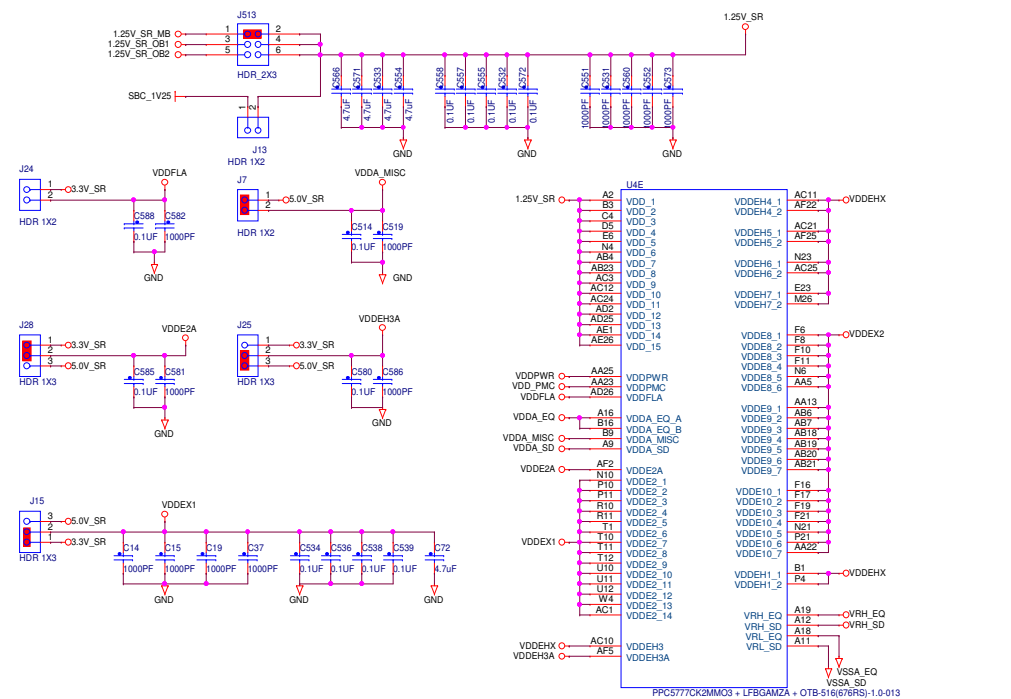 J513
1.25V_SR
1.25V_SR_MB 1 2
1.25V_SR_OB1 3 4
1.25V_SR_OB2 5 6
HDR_2X3
C566 C571 C533 C554 C558 C557 C555 C532 C572 C551 C531 C560 C552 C573
4.7uF 4.7uF 4.7uF 4.7uF 0.1UF 0.1UF 0.1UF 0.1UF 0.1UF 1000PF 1000PF 1000PF 1000PF 1000PF
SBC_1V25
1 2
J13
HDR 1X2
GND GND GND
J24 VDDFLA J7 VDDA_MISC
1 3.3V_SR 1 5.0V_SR
2 2
HDR 1X2 HDR 1X2
C588 C582 C514 C519
0.1UF 1000PF 0.1UF 1000PF
GND GND
J28 VDDE2A J25 VDDEH3A
1 3.3V_SR 1 3.3V_SR
2 2
3 5.0V_SR 3 5.0V_SR
HDR 1X3 HDR 1X3
C585 C581 C580 C586
0.1UF 1000PF 0.1UF 1000PF
GND GND
J15 VDDEX1
3 5.0V_SR
2
1 3.3V_SR
HDR 1X3
C14 C15 C19 C37 C534 C536 C538 C539 C72
1000PF 1000PF 1000PF 1000PF 0.1UF 0.1UF 0.1UF 0.1UF 4.7uF
GND GND GND
U4E
1.25V_SR A2 VDD_1
B3 VDD_2
C4 VDD_3
D5 VDD_4
E6 VDD_5
N4 VDD_6
AB4 VDD_7
AB23 VDD_8
AC3 VDD_9
AC12 VDD_10
AC24 VDD_11
AD2 VDD_12
AD25 VDD_13
AE1 VDD_14
AE26 VDD_15
VDDPWR AA25 VDDPWR
VDD_PMC AA23 VDDPMC
VDDFLA AD26 VDDFLA
VDDA_EQ A16 VDDA_EQ_A
B16 VDDA_EQ_B
VDDA_MISC B9 VDDA_MISC
VDDA_SD A9 VDDA_SD
VDDE2A AF2 VDDE2A
N10 VDDE2_1
P10 VDDE2_2
P11 VDDE2_3
R10 VDDE2_4
R11 VDDE2_5
T1 VDDE2_6
VDDEX1 T10 VDDE2_7
T11 VDDE2_8
T12 VDDE2_9
U10 VDDE2_10
U11 VDDE2_11
U12 VDDE2_12
W4 VDDE2_13
AC1 VDDE2_14
VDDEHX AC10 VDDEH3
VDDEH3A AF5 VDDEH3A
VDDEH4_1 AC11 VDDEHX
VDDEH4_2 AF22
VDDEH5_1 AC21
VDDEH5_2 AF25
VDDEH6_1 N23
VDDEH6_2 AC25
VDDEH7_1 E23
VDDEH7_2 M26
VDDE8_1 F6 VDDEX2
VDDE8_2 F8
VDDE8_3 F10
VDDE8_4 F11
VDDE8_5 N6
VDDE8_6 AA5
VDDE9_1 AA13
VDDE9_2 AB6
VDDE9_3 AB7
VDDE9_4 AB18
VDDE9_5 AB19
VDDE9_6 AB20
VDDE9_7 AB21
VDDE10_1 F16
VDDE10_2 F17
VDDE10_3 F19
VDDE10_4 F21
VDDE10_5 N21
VDDE10_6 P21
VDDE10_7 AA22
VDDEH1_1 B1 VDDEHX
VDDEH1_2 P4
VRH_EQ A19 VRH_EQ
VRH_SD A12 VRH_SD
VRL_EQ A18
VRL_SD A11
VSSA_EQ
VSSA_SD
PPC5777CK2MMO3 + LFBGAMZA + OTB-516(676RS)-1.0-013